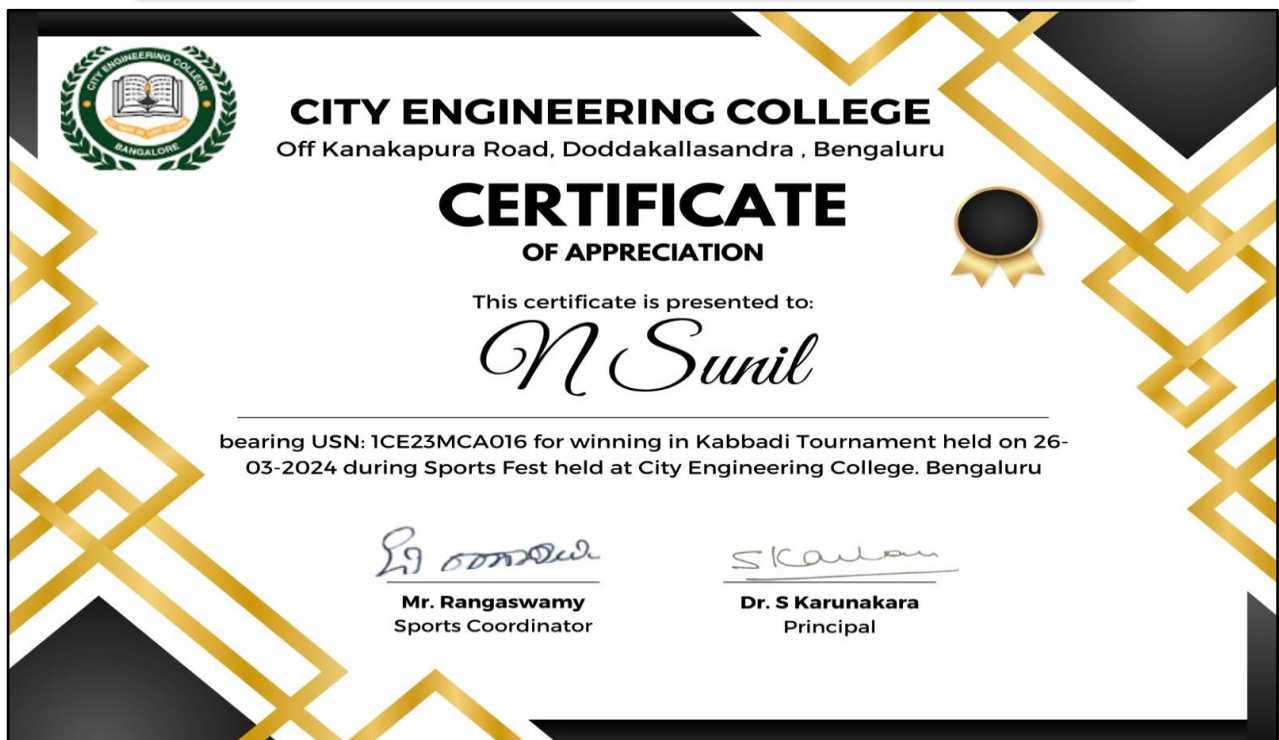 CITY ENGINEERING COLLEGE
BANGALORE
CITY ENGINEERING COLLEGE
Off Kanakapura Road, Doddakallasandra , Bengaluru
CERTIFICATE
OF APPRECIATION
This certificate is presented to:
N Sunil
bearing USN: 1CE23MCA016 for winning in Kabbadi Tournament held on 26-
03-2024 during Sports Fest held at City Engineering College. Bengaluru
Mr. Rangaswamy
Sports Coordinator
Dr. S Karunakara
Principal